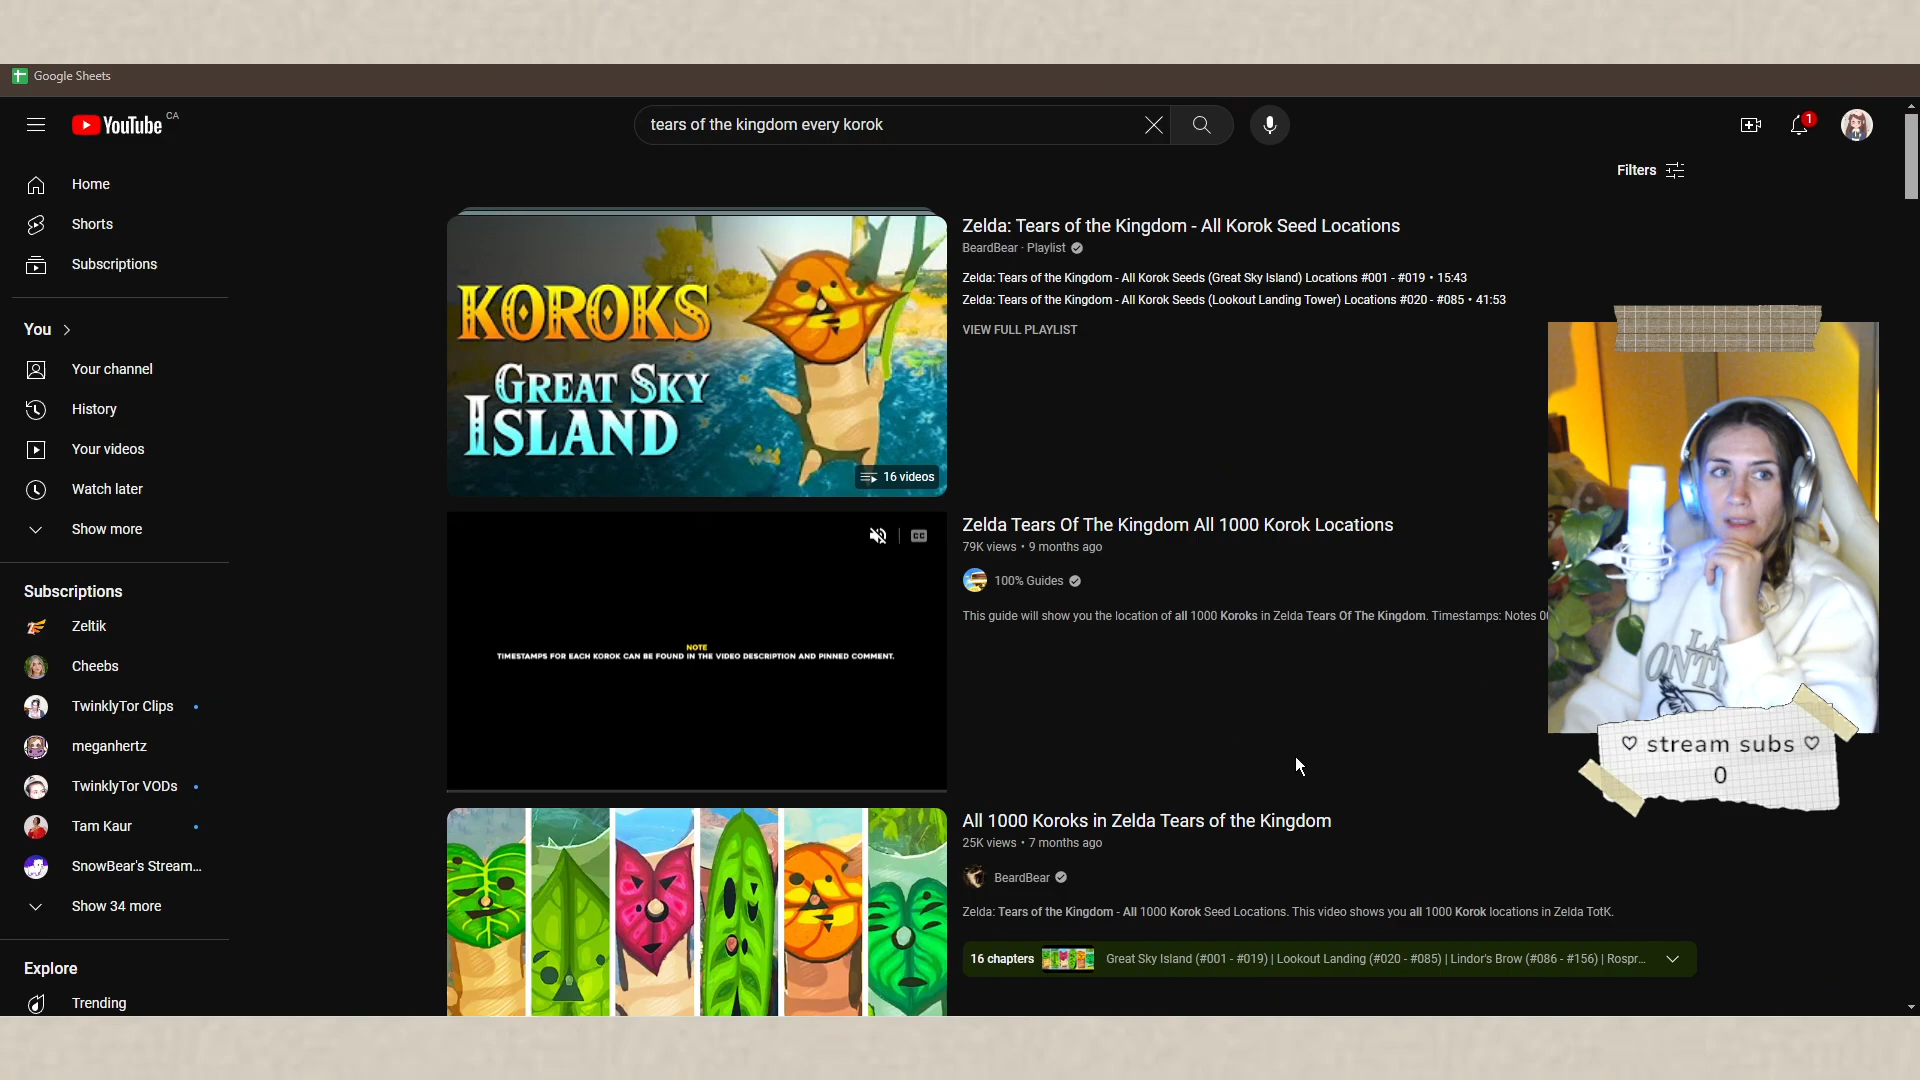 Google Sheets
YouTube CA
tears of the kingdom every korok
1
Filters
Home
Shorts
Subscriptions
You
Your channel
History
Your videos
Watch later
Show more
Subscriptions
Zeltik
Cheebs
TwinklyTor Clips
meganhertz
TwinklyTor VODs
Tam Kaur
SnowBear's Stream...
Show 34 more
Explore
Trending
KOROKS
GREAT SKY
ISLAND
16 videos
Zelda: Tears of the Kingdom - All Korok Seed Locations
BeardBear · Playlist
Zelda: Tears of the Kingdom - All Korok Seeds (Great Sky Island) Locations #001 - #019 • 15:43
Zelda: Tears of the Kingdom - All Korok Seeds (Lookout Landing Tower) Locations #020 - #085 • 41:53
VIEW FULL PLAYLIST
CC
NOTE
TIMESTAMPS FOR EACH KOROK CAN BE FOUND IN THE VIDEO DESCRIPTION AND PINNED COMMENT.
Zelda Tears Of The Kingdom All 1000 Korok Locations
79K views • 9 months ago
100% Guides
This guide will show you the location of all 1000 Koroks in Zelda Tears Of The Kingdom. Timestamps: Notes
All 1000 Koroks in Zelda Tears of the Kingdom
25K views • 7 months ago
BeardBear
Zelda: Tears of the Kingdom - All 1000 Korok Seed Locations. This video shows you all 1000 Korok locations in Zelda TotK.
16 chapters
Great Sky Island (#001 - #019) | Lookout Landing (#020 - #085) | Lindor's Brow (#086 - #156) | Rospr...
♡ stream subs ♡
0